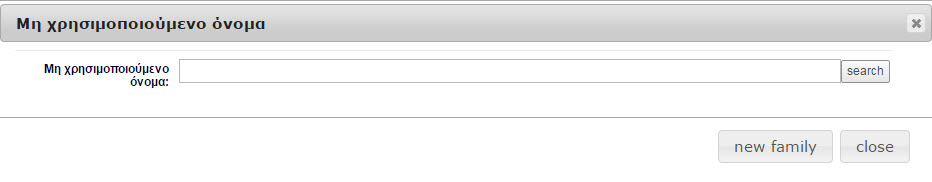 Μη χρησιμοποιούμενο όνομα
Μη χρησιμοποιούμενο
όνομα:
search
new family
close